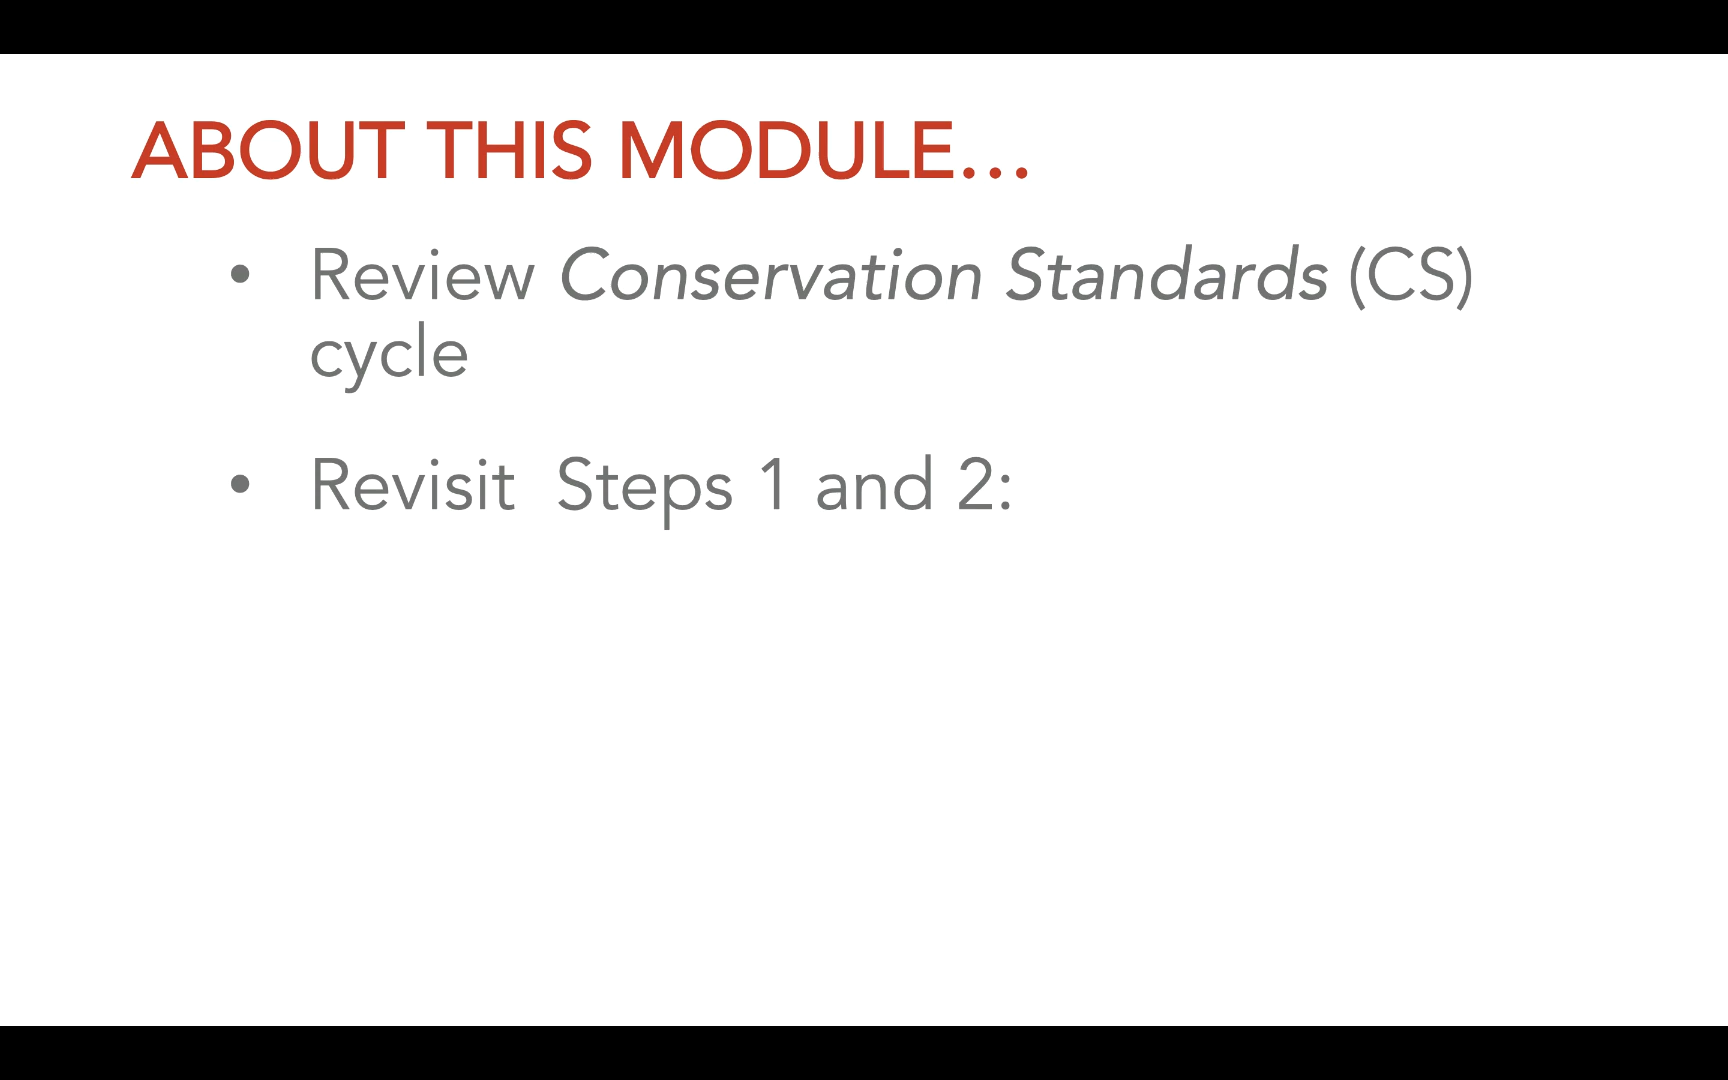 ABOUT THIS MODULE…
• Review Conservation Standards (CS)
cycle
• Revisit  Steps 1 and 2: